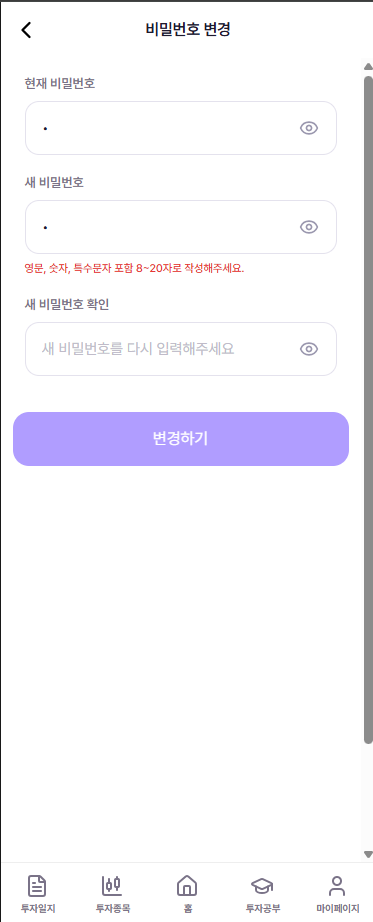 비밀번호 변경
현재 비밀번호
새 비밀번호
영문, 숫자, 특수문자 포함 8~20자로 작성해주세요.
새 비밀번호 확인
새 비밀번호를 다시 입력해주세요
변경하기
투자일지 투자종목 홈 투자공부 마이페이지